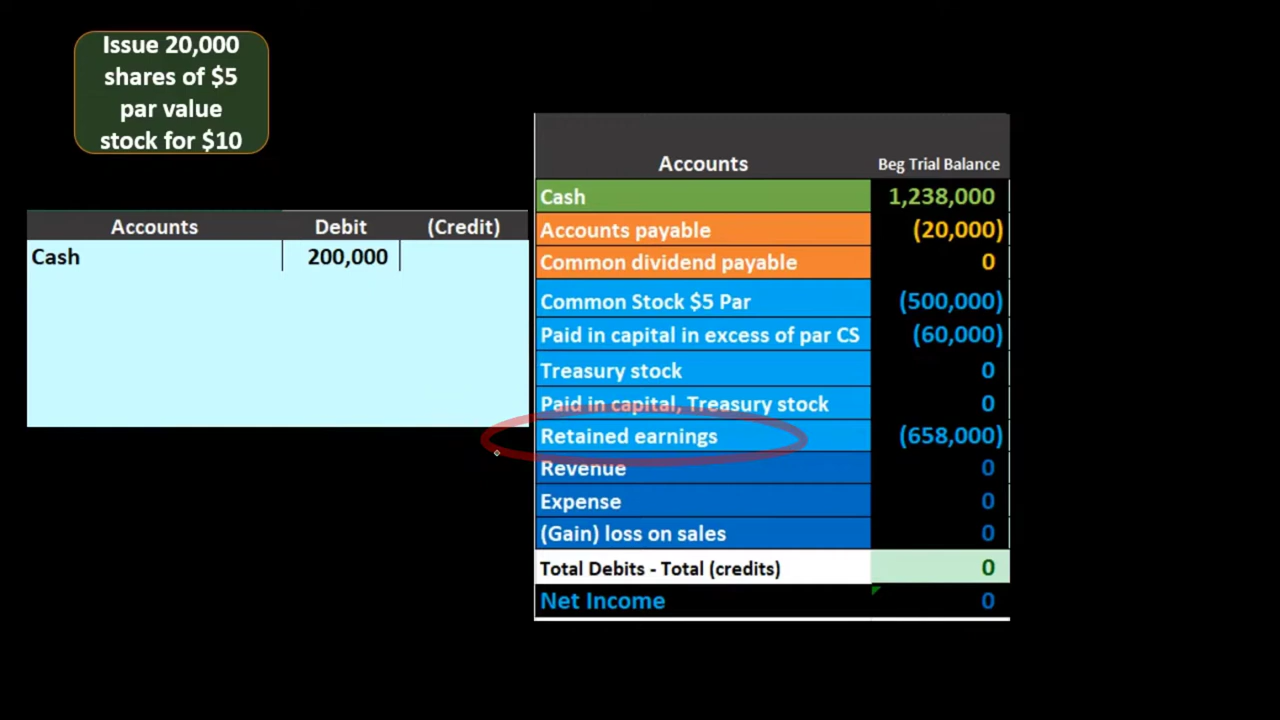 Issue 20,000
shares of $5
par value
stock for $10
Accounts Debit (Credit)
Cash 200,000
Accounts Beg Trial Balance
Cash 1,238,000
Accounts payable (20,000)
Common dividend payable 0
Common Stock $5 Par (500,000)
Paid in capital in excess of par CS (60,000)
Treasury stock 0
Paid in capital, Treasury stock 0
Retained earnings (658,000)
Revenue 0
Expense 0
(Gain) loss on sales 0
Total Debits - Total (credits) 0
Net Income 0